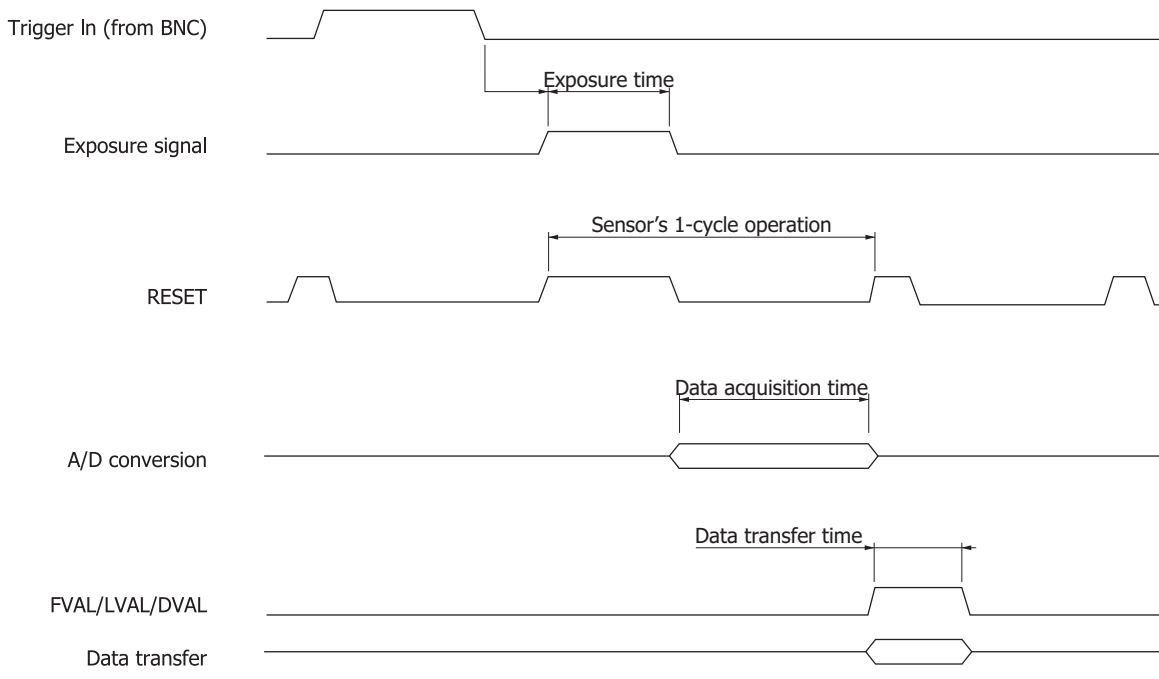 Trigger In (from BNC)
Exposure time
Exposure signal
Sensor’s 1-cycle operation
RESET
Data acquisition time
A/D conversion
Data transfer time
FVAL/LVAL/DVAL
Data transfer